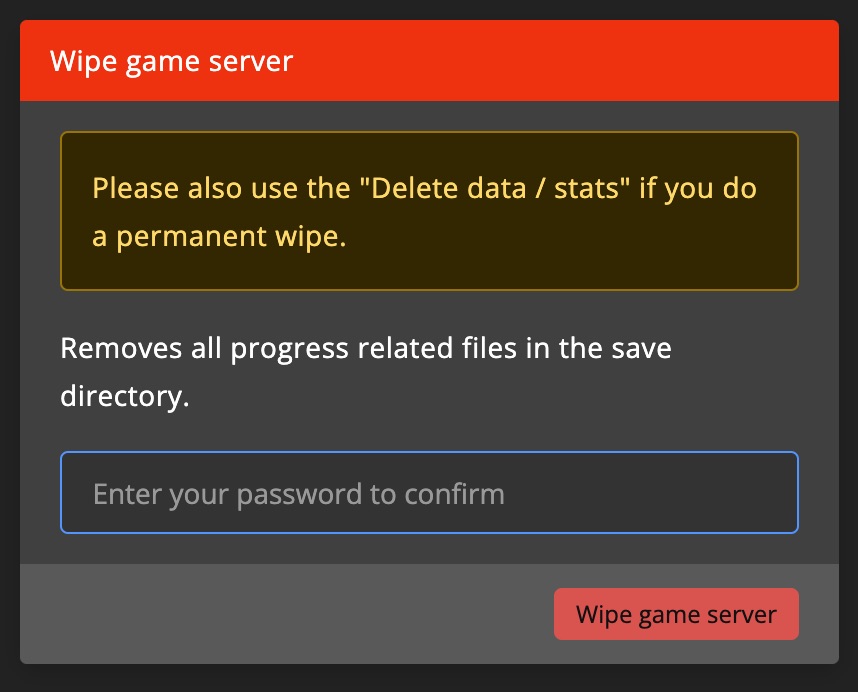 Wipe game server
Please also use the "Delete data / stats" if you do
a permanent wipe.
Removes all progress related files in the save
directory.
Enter your password to confirm
Wipe game server